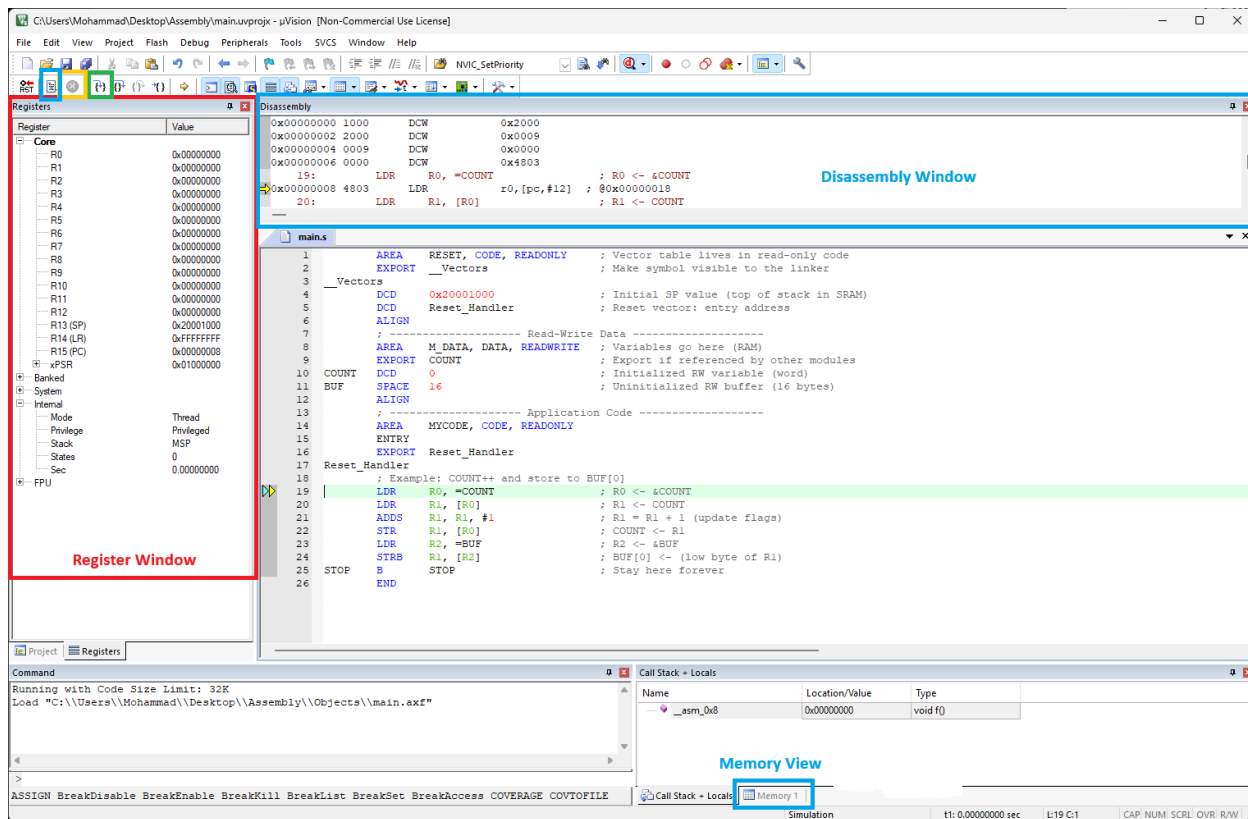 C:\Users\Mohammad\Desktop\Assembly\main.uvprojx - µVision [Non-Commercial Use License]
File Edit View Project Flash Debug Peripherals Tools SVCS Window Help
NVIC_SetPriority
RST
Registers
Register Value
Core
R0 0x00000000
R1 0x00000000
R2 0x00000000
R3 0x00000000
R4 0x00000000
R5 0x00000000
R6 0x00000000
R7 0x00000000
R8 0x00000000
R9 0x00000000
R10 0x00000000
R11 0x00000000
R12 0x00000000
R13 (SP) 0x20001000
R14 (LR) 0xFFFFFFFF
R15 (PC) 0x00000008
xPSR 0x01000000
Banked
System
Internal
Mode Thread
Privilege Privileged
Stack MSP
States 0
Sec 0.00000000
FPU
Register Window
Project Registers
Disassembly
0x00000000 1000 DCW 0x2000
0x00000002 2000 DCW 0x0009
0x00000004 0009 DCW 0x0000
0x00000006 0000 DCW 0x4803
19: LDR R0, =COUNT ; R0 <- &COUNT
0x00000008 4803 LDR r0,[pc,#12] ; @0x00000018
20: LDR R1, [R0] ; R1 <- COUNT
Disassembly Window
main.s
1 AREA RESET, CODE, READONLY ; Vector table lives in read-only code
2 EXPORT __Vectors ; Make symbol visible to the linker
3 __Vectors
4 DCD 0x20001000 ; Initial SP value (top of stack in SRAM)
5 DCD Reset_Handler ; Reset vector: entry address
6 ALIGN
7 ; -------------------- Read-Write Data --------------------
8 AREA M_DATA, DATA, READWRITE ; Variables go here (RAM)
9 EXPORT COUNT ; Export if referenced by other modules
10 COUNT DCD 0 ; Initialized RW variable (word)
11 BUF SPACE 16 ; Uninitialized RW buffer (16 bytes)
12 ALIGN
13 ; -------------------- Application Code -------------------
14 AREA MYCODE, CODE, READONLY
15 ENTRY
16 EXPORT Reset_Handler
17 Reset_Handler
18 ; Example: COUNT++ and store to BUF[0]
19 LDR R0, =COUNT ; R0 <- &COUNT
20 LDR R1, [R0] ; R1 <- COUNT
21 ADDS R1, R1, #1 ; R1 = R1 + 1 (update flags)
22 STR R1, [R0] ; COUNT <- R1
23 LDR R2, =BUF ; R2 <- &BUF
24 STRB R1, [R2] ; BUF[0] <- (low byte of R1)
25 STOP B STOP ; Stay here forever
26 END
Command
Running with Code Size Limit: 32K
Load "C:\\Users\\Mohammad\\Desktop\\Assembly\\Objects\\main.axf"
>
ASSIGN BreakDisable BreakEnable BreakKill BreakList BreakSet BreakAccess COVERAGE COVTOFILE
Call Stack + Locals
Name Location/Value Type
__asm_0x8 0x00000000 void f()
Memory View
Call Stack + Locals Memory 1
Simulation t1: 0.00000000 sec L:19 C:1 CAP NUM SCRL OVR R/W